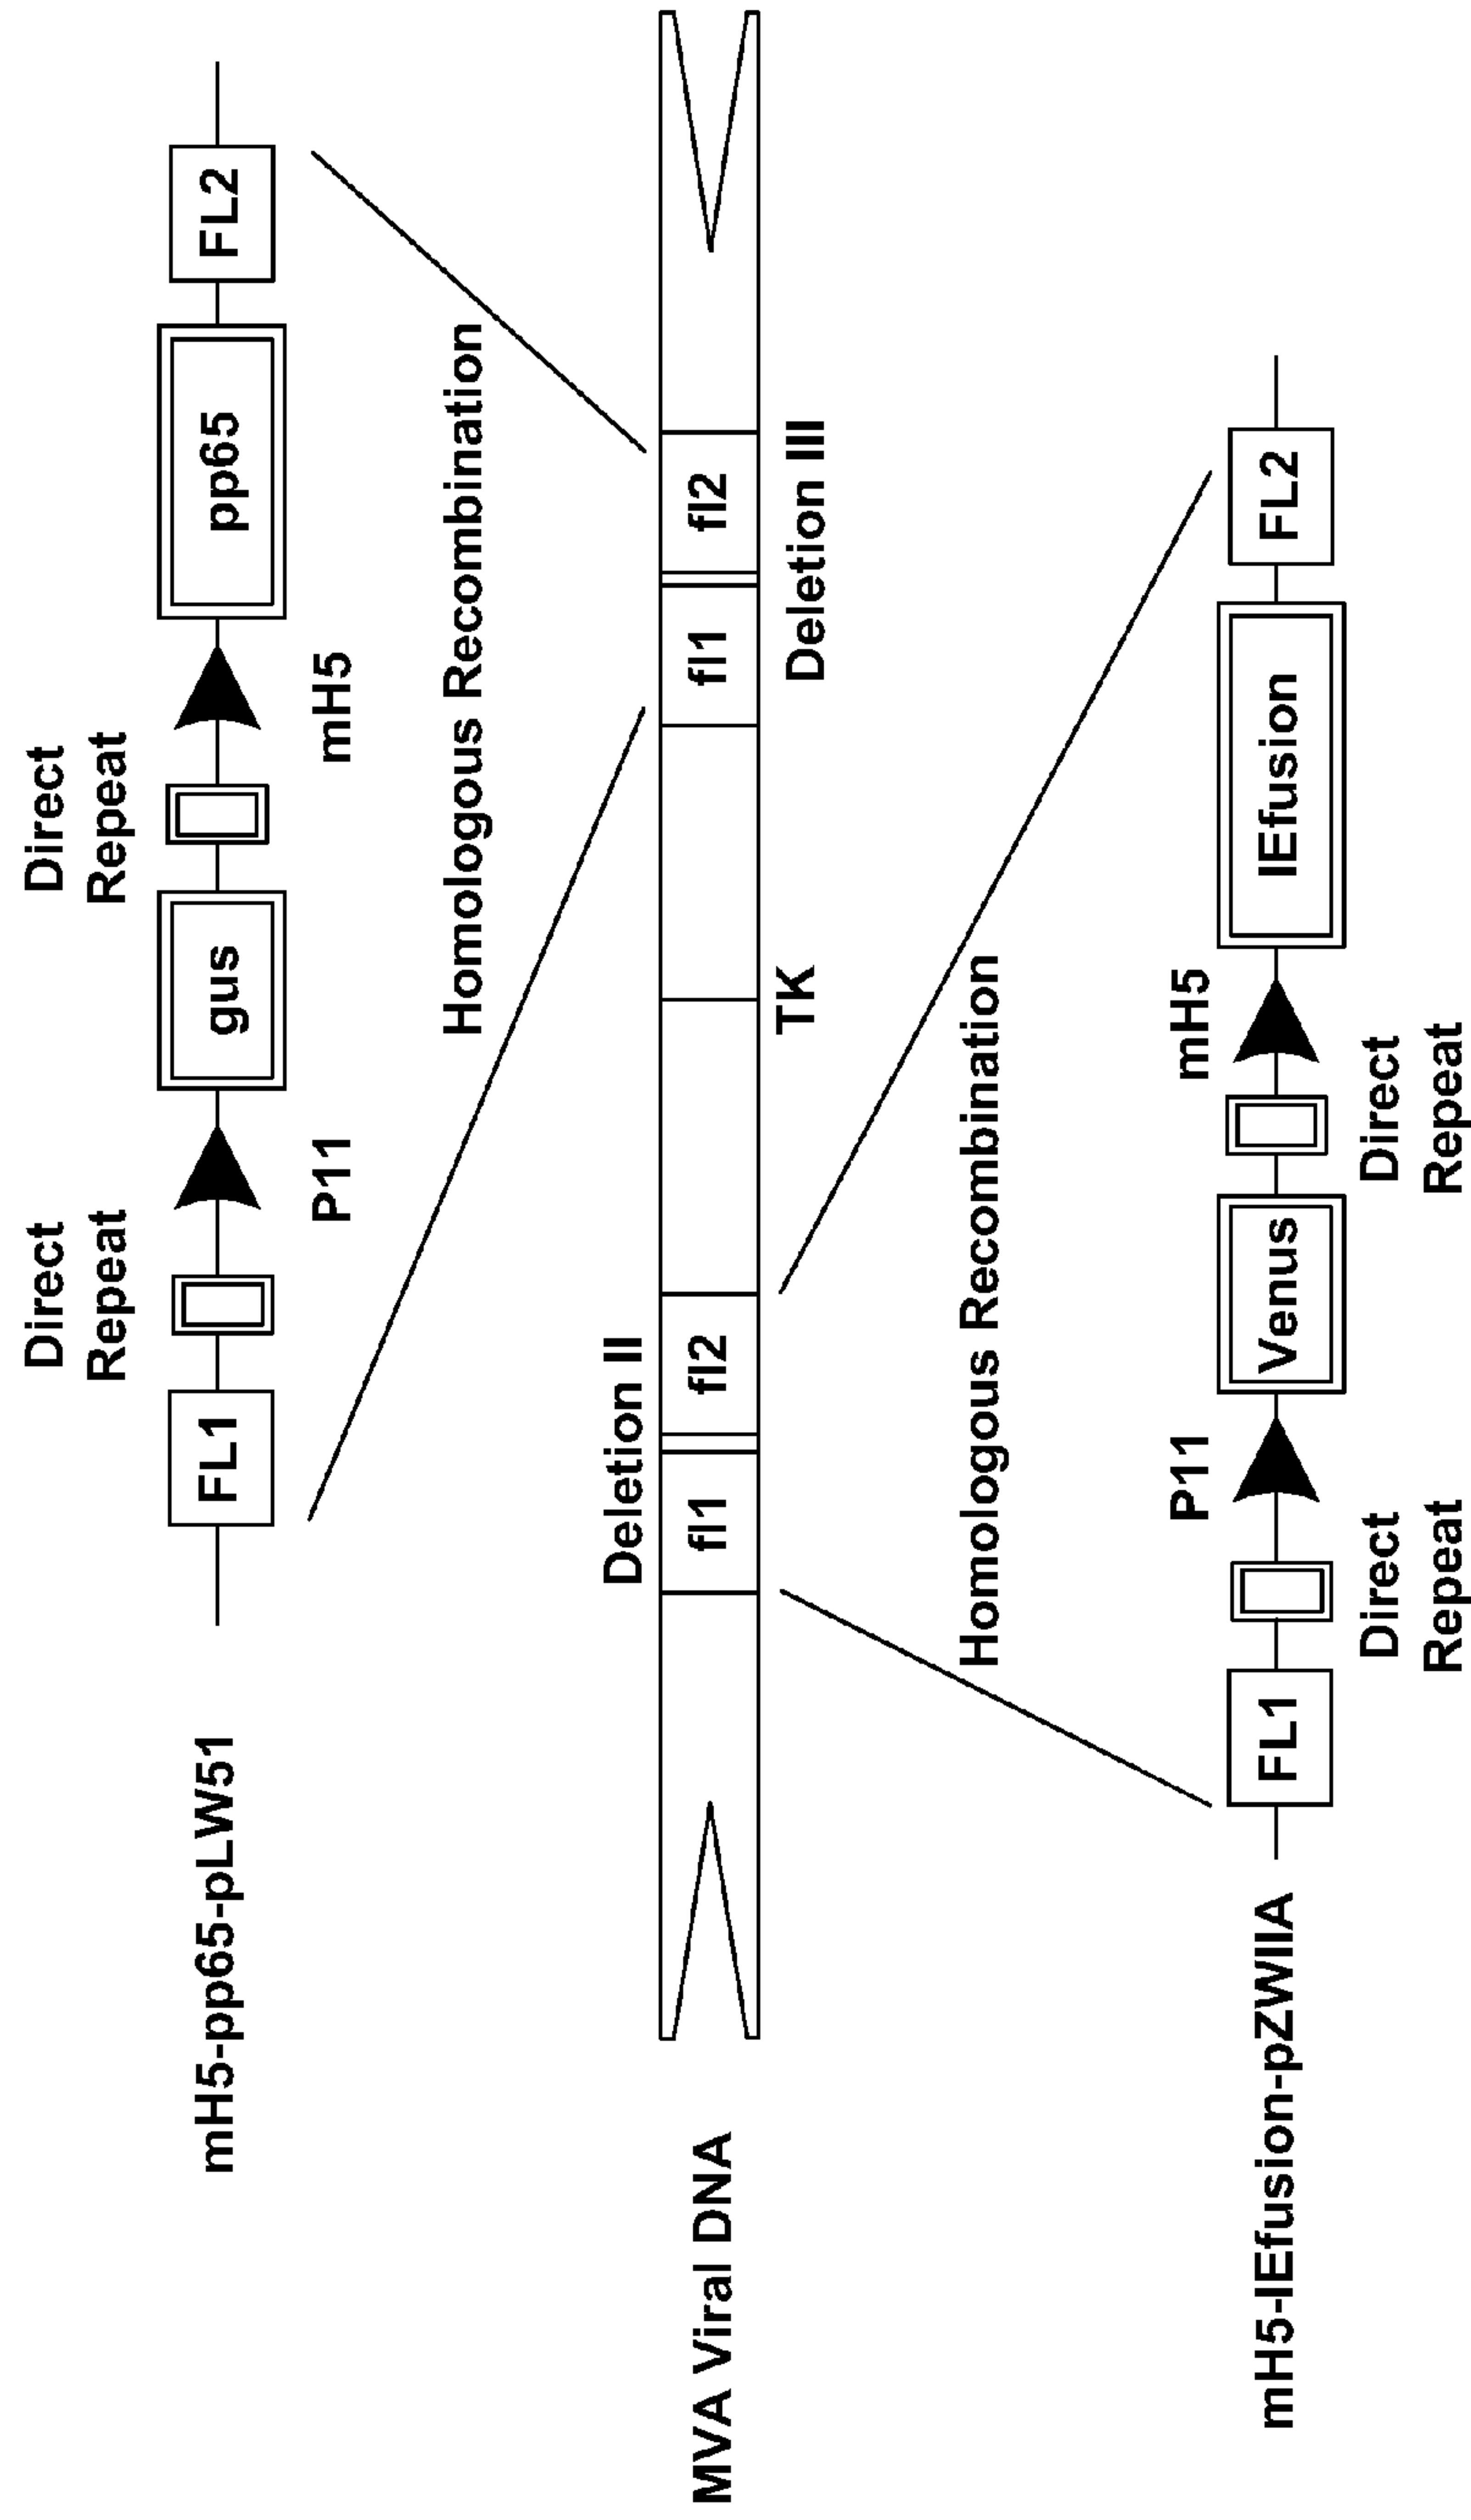 Direct
Repeat
Direct
Repeat
mH5-pp65-pLW51
FL1
gus
pp65
FL2
P11
mH5
Homologous Recombination
Deletion II
MVA Viral DNA
fl1
fl2
fl1
fl2
TK
Deletion III
Homologous Recombination
P11
mH5
mH5-IEfusion-pZWIIA
FL1
Venus
IEfusion
FL2
Direct
Repeat
Direct
Repeat